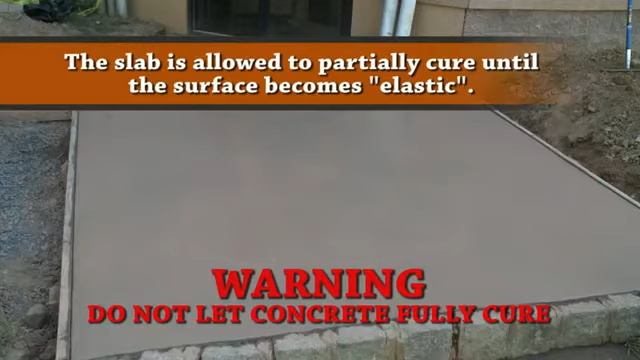 The slab is allowed to partially cure until
the surface becomes "elastic".
WARNING
DO NOT LET CONCRETE FULLY CURE